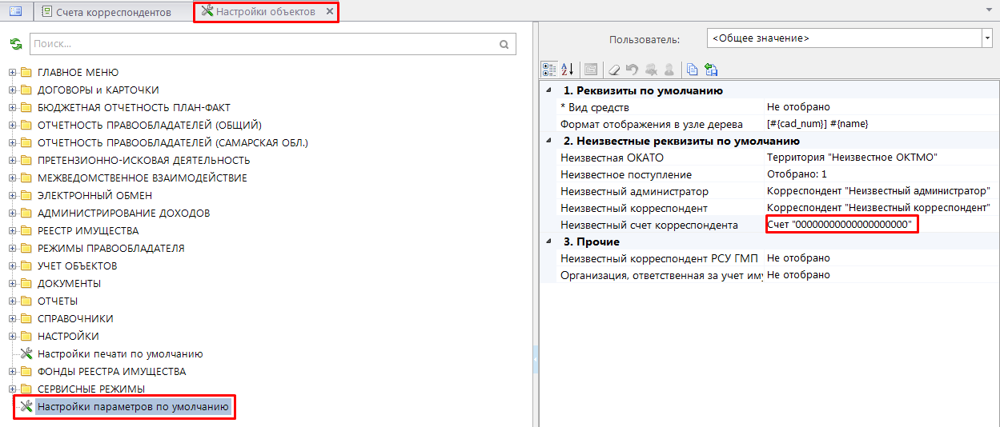 Счета корреспондентов
Настройки объектов
Поиск...
ГЛАВНОЕ МЕНЮ
ДОГОВОРЫ и КАРТОЧКИ
БЮДЖЕТНАЯ ОТЧЕТНОСТЬ ПЛАН-ФАКТ
ОТЧЕТНОСТЬ ПРАВООБЛАДАТЕЛЕЙ (ОБЩИЙ)
ОТЧЕТНОСТЬ ПРАВООБЛАДАТЕЛЕЙ (САМАРСКАЯ ОБЛ.)
ПРЕТЕНЗИОННО-ИСКОВАЯ ДЕЯТЕЛЬНОСТЬ
МЕЖВЕДОМСТВЕННОЕ ВЗАИМОДЕЙСТВИЕ
ЭЛЕКТРОННЫЙ ОБМЕН
АДМИНИСТРИРОВАНИЕ ДОХОДОВ
РЕЕСТР ИМУЩЕСТВА
РЕЖИМЫ ПРАВООБЛАДАТЕЛЯ
УЧЕТ ОБЪЕКТОВ
ДОКУМЕНТЫ
ОТЧЕТЫ
СПРАВОЧНИКИ
НАСТРОЙКИ
Настройки печати по умолчанию
ФОНДЫ РЕЕСТРА ИМУЩЕСТВА
СЕРВИСНЫЕ РЕЖИМЫ
Настройки параметров по умолчанию
Пользователь: <Общее значение>
1. Реквизиты по умолчанию
* Вид средств Не отобрано
Формат отображения в узле дерева [#{cad_num}] #{name}
2. Неизвестные реквизиты по умолчанию
Неизвестная ОКАТО Территория "Неизвестное ОКТМО"
Неизвестное поступление Отобрано: 1
Неизвестный администратор Корреспондент "Неизвестный администратор"
Неизвестный корреспондент Корреспондент "Неизвестный корреспондент"
Неизвестный счет корреспондента Счет "00000000000000000000"
3. Прочие
Неизвестный корреспондент РСУ ГМП Не отобрано
Организация, ответственная за учет иму Не отобрано